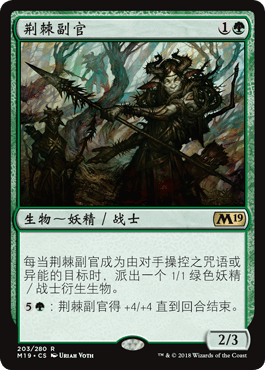 荆棘副官 1
生物～妖精 / 战士 M19
每当荆棘副官成为由对手操控之咒语或
异能的目标时，派出一个 1/1 绿色妖精
/ 战士衍生生物。
5：荆棘副官得 +4/+4 直到回合结束。
2/3
203/280 R
M19 • CS URIAH VOTH
™ & © 2018 Wizards of the Coast